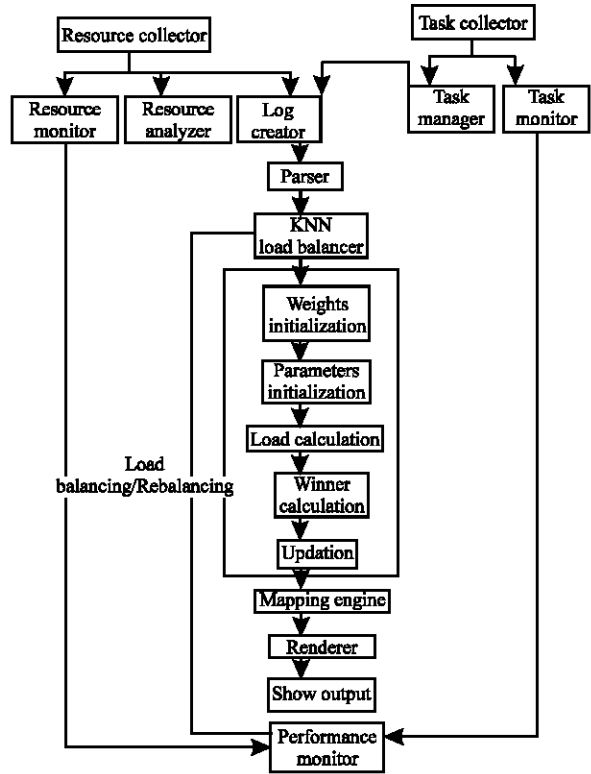 Resource collector
Task collector
Resource
monitor
Resource
analyzer
Log
creator
Task
manager
Task
monitor
Parser
KNN
load balancer
Weights
initialization
Parameters
initialization
Load calculation
Load
balancing/Rebalancing
Winner
calculation
Updation
Mapping engine
Renderer
Show output
Performance
monitor